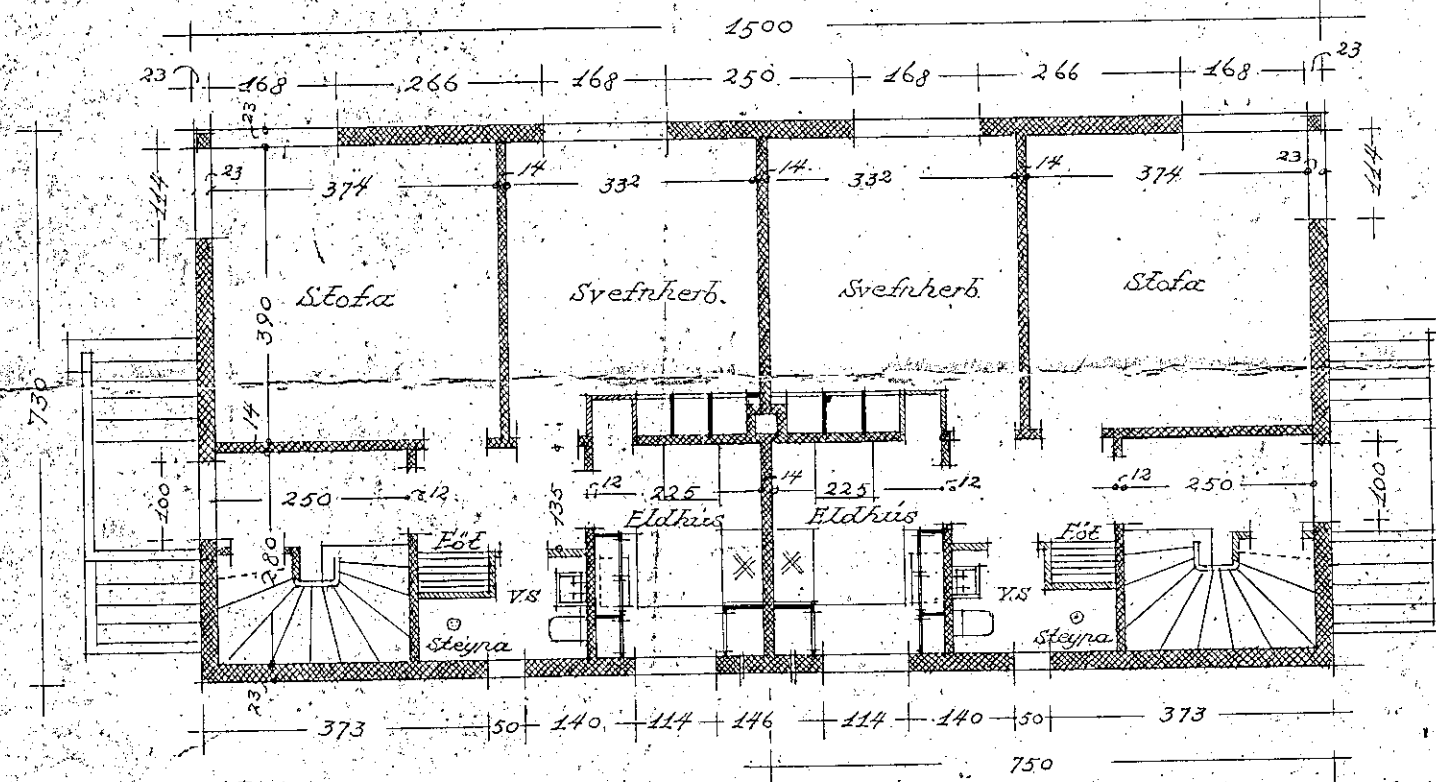 1500
23 168 266 168 250 168 266 168 23
23
114 23 374 14 332 14 332 14 374 23 114
Stofa Svefnherb. Svefnherb. Stofa
390
730
14
100 250 12 135 12 225 14 225 12 12 250 100
Eldhús Eldhús
Föt Föt
280
V.S V.S
Steypa Steypa
23
373 50 140 114 146 114 140 50 373
750